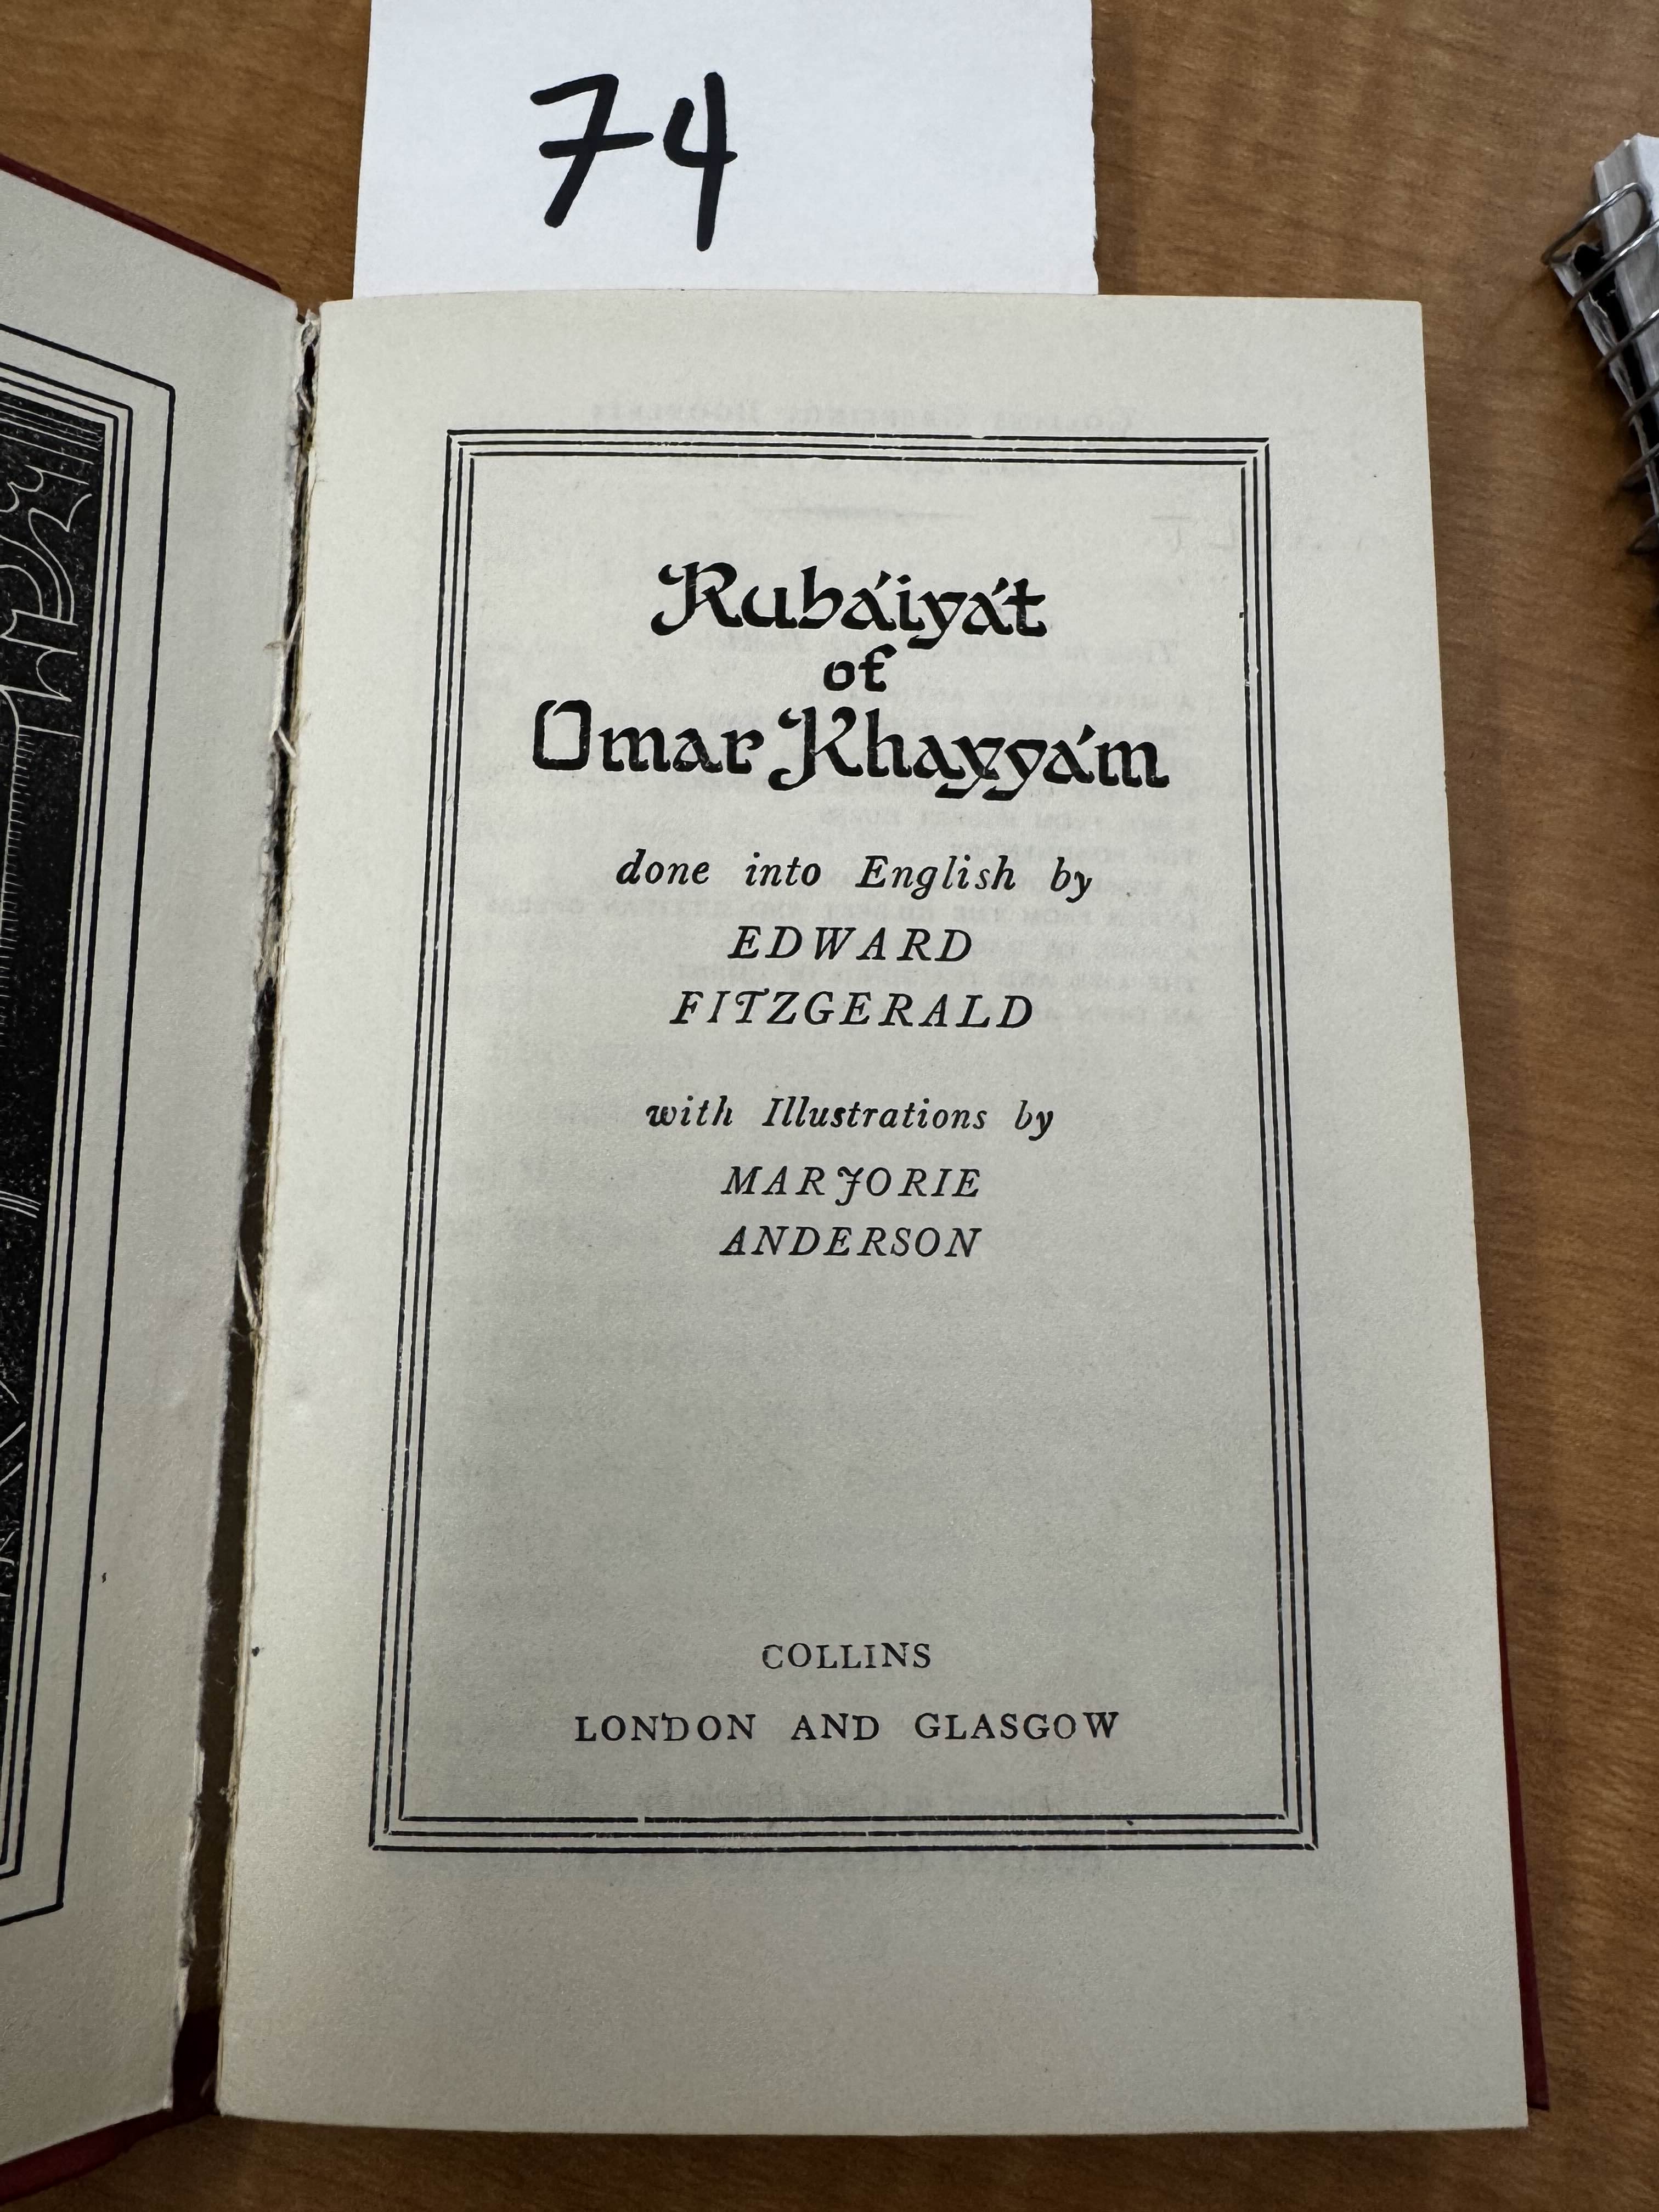 74
Rubáiyát
of
Omar Khayyám
done into English by
EDWARD
FITZGERALD
with Illustrations by
MARJORIE
ANDERSON
COLLINS
LONDON AND GLASGOW